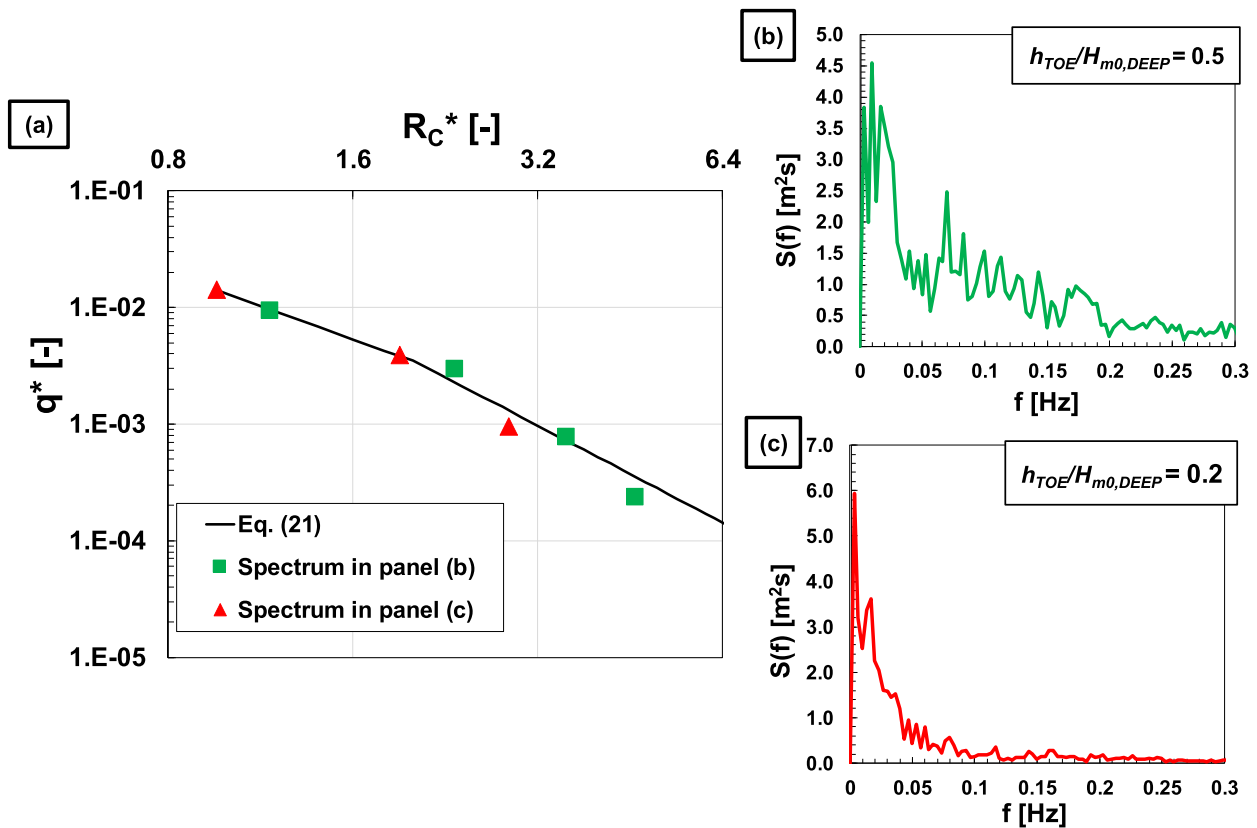 (a)
R_C* [-]
0.8 1.6 3.2 6.4
1.E-01
1.E-02
1.E-03
1.E-04
1.E-05
q* [-]
Eq. (21)
Spectrum in panel (b)
Spectrum in panel (c)
(b)
h_TOE/H_m0,DEEP = 0.5
5.0
4.5
4.0
3.5
3.0
2.5
2.0
1.5
1.0
0.5
0.0
S(f) [m²s]
0 0.05 0.1 0.15 0.2 0.25 0.3
f [Hz]
(c)
h_TOE/H_m0,DEEP = 0.2
7.0
6.0
5.0
4.0
3.0
2.0
1.0
0.0
S(f) [m²s]
0 0.05 0.1 0.15 0.2 0.25 0.3
f [Hz]